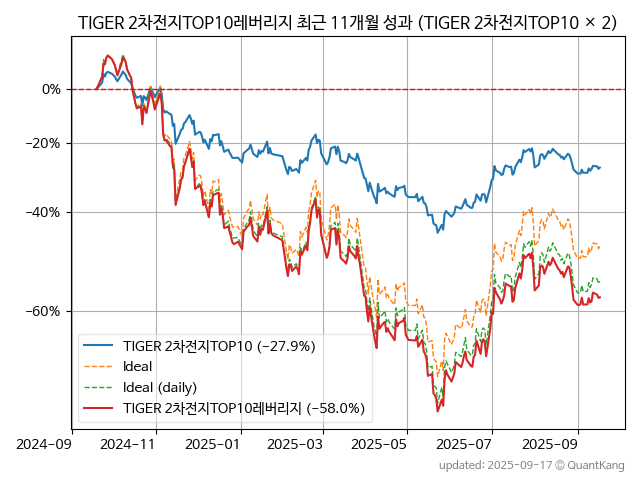 TIGER 2차전지TOP10레버리지 최근 11개월 성과 (TIGER 2차전지TOP10 × 2)
0%
−20%
−40%
−60%
TIGER 2차전지TOP10 (−27.9%)
Ideal
Ideal (daily)
TIGER 2차전지TOP10레버리지 (−58.0%)
2024-09 2024-11 2025-01 2025-03 2025-05 2025-07 2025-09
updated: 2025-09-17 © QuantKang